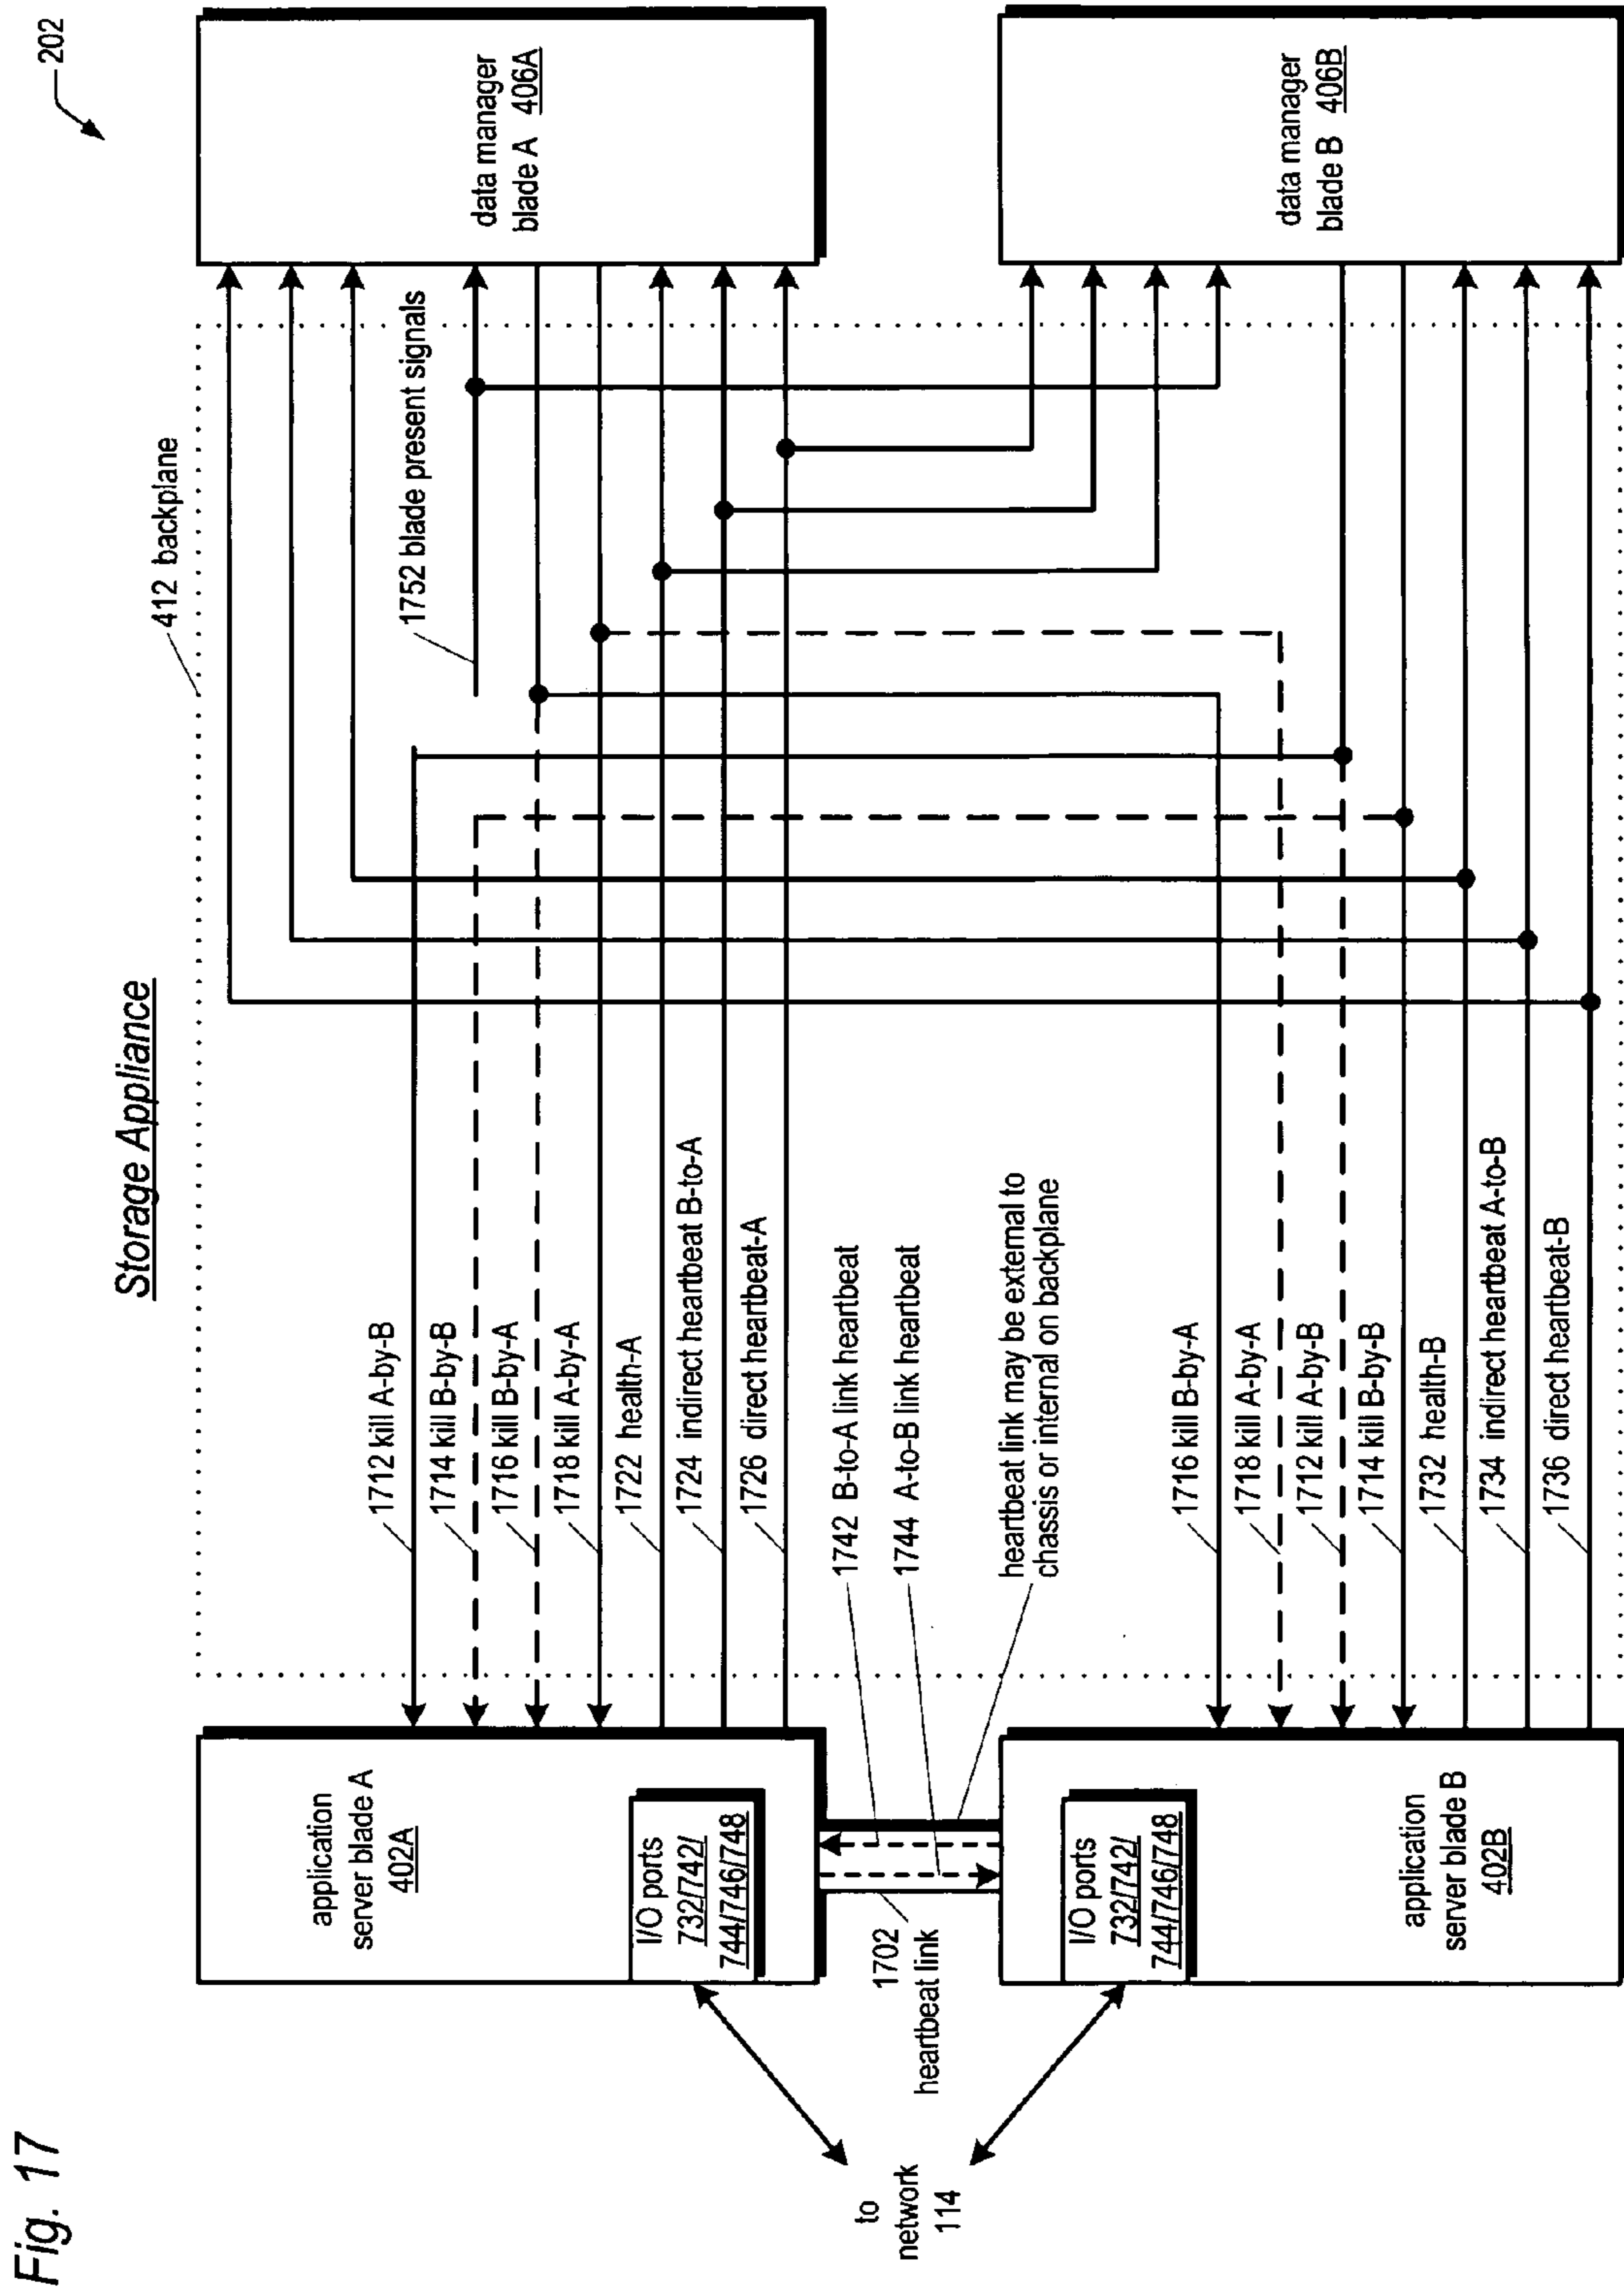 Fig. 17
Storage Appliance
202
412 backplane
application
server blade A
402A
I/O ports
732/742/
744/746/748
1712 kill A-by-B
1714 kill B-by-B
1716 kill B-by-A
1718 kill A-by-A
1722 health-A
1724 indirect heartbeat B-to-A
1726 direct heartbeat-A
1752 blade present signals
data manager
blade A 406A
to
network
114
1702
heartbeat link
1742 B-to-A link heartbeat
1744 A-to-B link heartbeat
heartbeat link may be external to
chassis or internal on backplane
I/O ports
732/742/
744/746/748
application
server blade B
402B
1716 kill B-by-A
1718 kill A-by-A
1712 kill A-by-B
1714 kill B-by-B
1732 health-B
1734 indirect heartbeat A-to-B
1736 direct heartbeat-B
data manager
blade B 406B